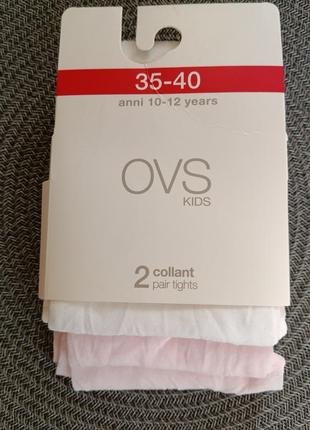 35-40
anni 10-12 years
OVS
KIDS
2 collant
pair tights